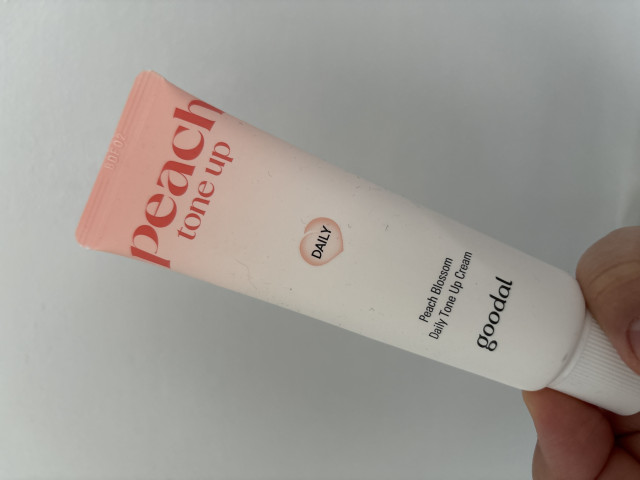 peach
tone up
DAILY
Peach Blossom
Daily Tone Up Cream
goodal